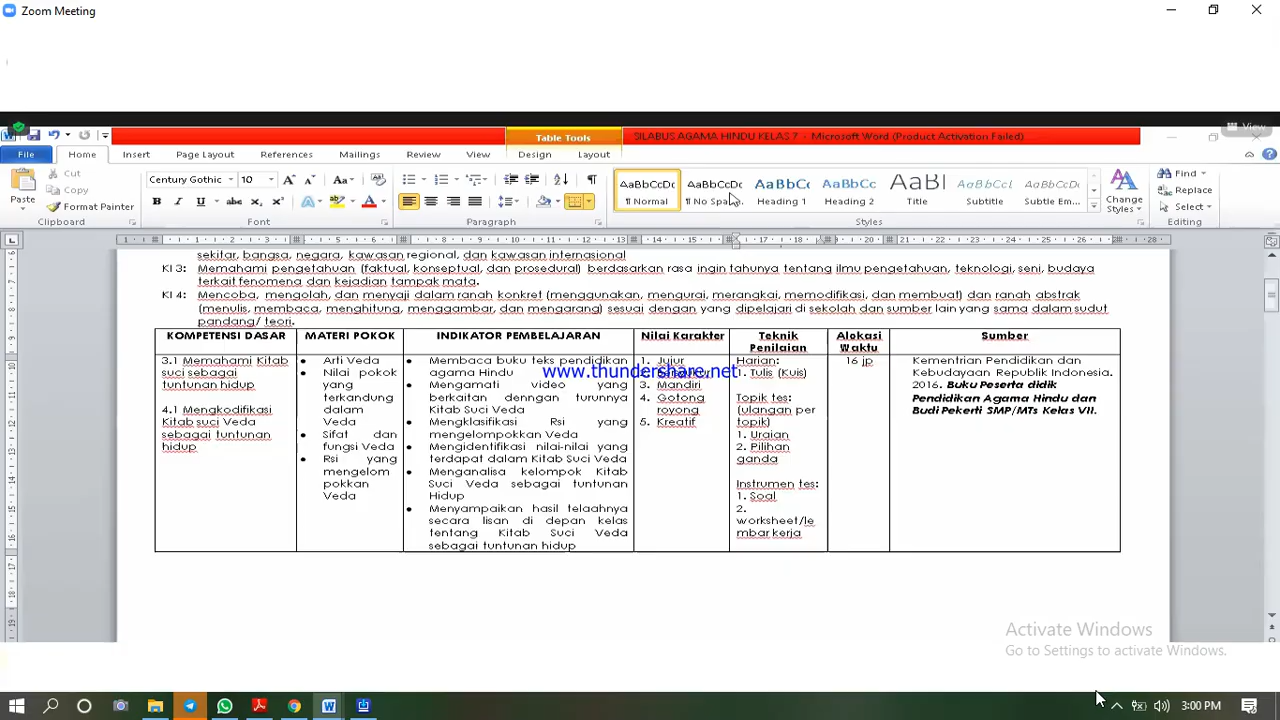 Zoom Meeting
View
Table Tools
SILABUS AGAMA HINDU KELAS 7 - Microsoft Word (Product Activation Failed)
File Home Insert Page Layout References Mailings Review View Design Layout
Paste
Cut
Copy
Format Painter
Clipboard
Century Gothic 10
Font
Paragraph
AaBbCcDc AaBbCcDc AaBbCc AaBbCc AaBl AaBbCcDc AaBbCcDc
¶ Normal ¶ No Spa... Heading 1 Heading 2 Title Subtitle Subtle Em...
Change
Styles
Styles
Find
Replace
Select
Editing
sekitar, bangsa, negara, kawasan regional, dan kawasan internasional
KI 3: Memahami pengetahuan (faktual, konseptual, dan prosedural) berdasarkan rasa ingin tahunya tentang ilmu pengetahuan, teknologi, seni, budaya
terkait fenomena dan kejadian tampak mata.
KI 4: Mencoba, mengolah, dan menyaji dalam ranah konkret (menggunakan, mengurai, merangkai, memodifikasi, dan membuat) dan ranah abstrak
(menulis, membaca, menghitung, menggambar, dan mengarang) sesuai dengan yang dipelajari di sekolah dan sumber lain yang sama dalam sudut
pandang/ teori.
KOMPETENSI DASAR
3.1 Memahami Kitab
suci sebagai
tuntunan hidup
4.1 Mengkodifikasi
Kitab suci Veda
sebagai tuntunan
hidup
MATERI POKOK
• Arti Veda
• Nilai pokok
yang
terkandung
dalam
Veda
• Sifat dan
fungsi Veda
• Rsi yang
mengelom
pokkan
Veda
INDIKATOR PEMBELAJARAN
• Membaca buku teks pendidikan
agama Hindu
• Mengamati video yang
berkaitan denngan turunnya
Kitab Suci Veda
• Mengklasifikasi Rsi yang
mengelompokkan Veda
• Mengidentifikasi nilai-nilai yang
terdapat dalam Kitab Suci Veda
• Menganalisa kelompok Kitab
Suci Veda sebagai tuntunan
Hidup
• Menyampaikan hasil telaahnya
secara lisan di depan kelas
tentang Kitab Suci Veda
sebagai tuntunan hidup
Nilai Karakter
1. Jujur
3. Mandiri
4. Gotong
royong
5. Kreatif
www.thundershare.net
Teknik
Penilaian
Harian:
1. Tulis (Kuis)
Topik tes:
(ulangan per
topik)
1. Uraian
2. Pilihan
ganda
Instrumen tes:
1. Soal
2.
worksheet/le
mbar kerja
Alokasi
Waktu
16 jp
Sumber
Kementrian Pendidikan dan
Kebudayaan Republik Indonesia.
2016. Buku Peserta didik
Pendidikan Agama Hindu dan
Budi Pekerti SMP/MTs Kelas VII.
Activate Windows
Go to Settings to activate Windows.
3:00 PM